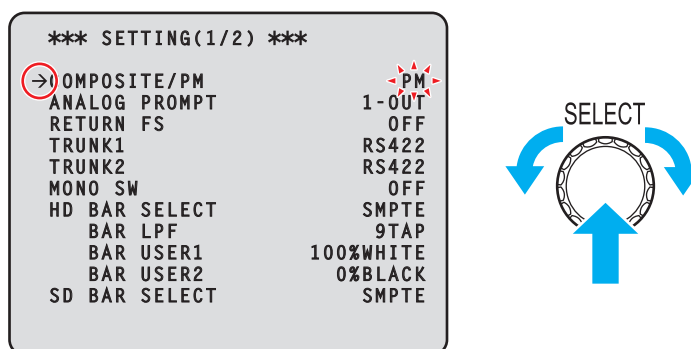 *** SETTING(1/2) ***
→COMPOSITE/PM PM
ANALOG PROMPT 1-OUT
RETURN FS OFF
TRUNK1 RS422
TRUNK2 RS422
MONO SW OFF
HD BAR SELECT SMPTE
BAR LPF 9TAP
BAR USER1 100%WHITE
BAR USER2 0%BLACK
SD BAR SELECT SMPTE
SELECT